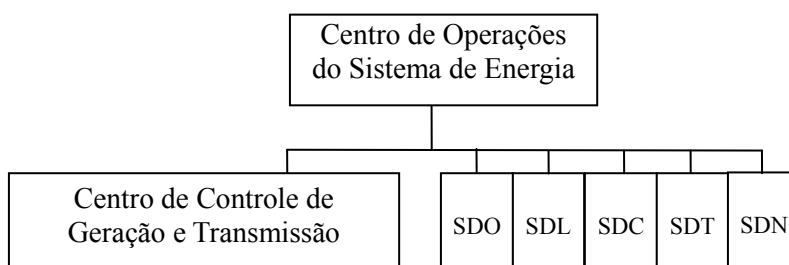 Centro de Operações
do Sistema de Energia
Centro de Controle de
Geração e Transmissão
SDO SDL SDC SDT SDN